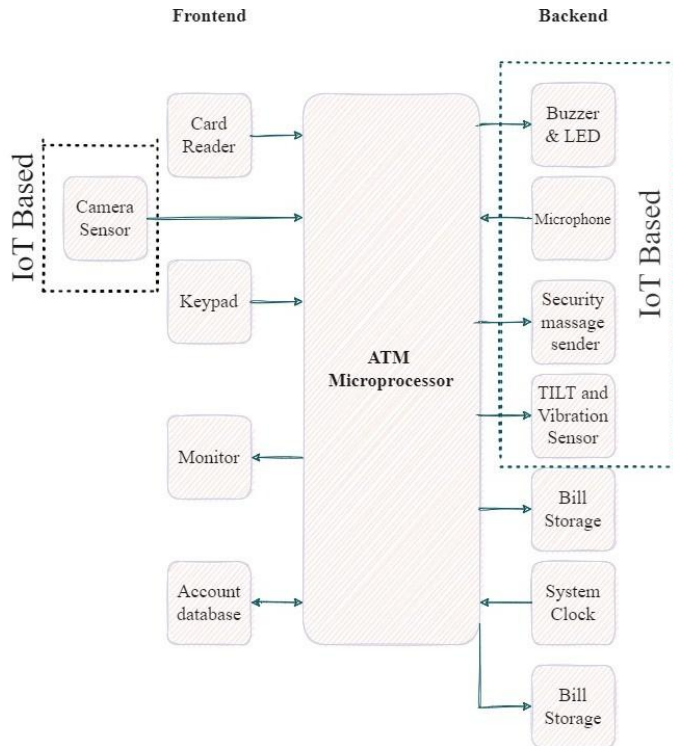 Frontend
Backend
IoT Based
Camera
Sensor
Card
Reader
Keypad
Monitor
Account
database
ATM
Microprocessor
Buzzer
& LED
Microphone
Security
massage
sender
TILT and
Vibration
Sensor
IoT Based
Bill
Storage
System
Clock
Bill
Storage